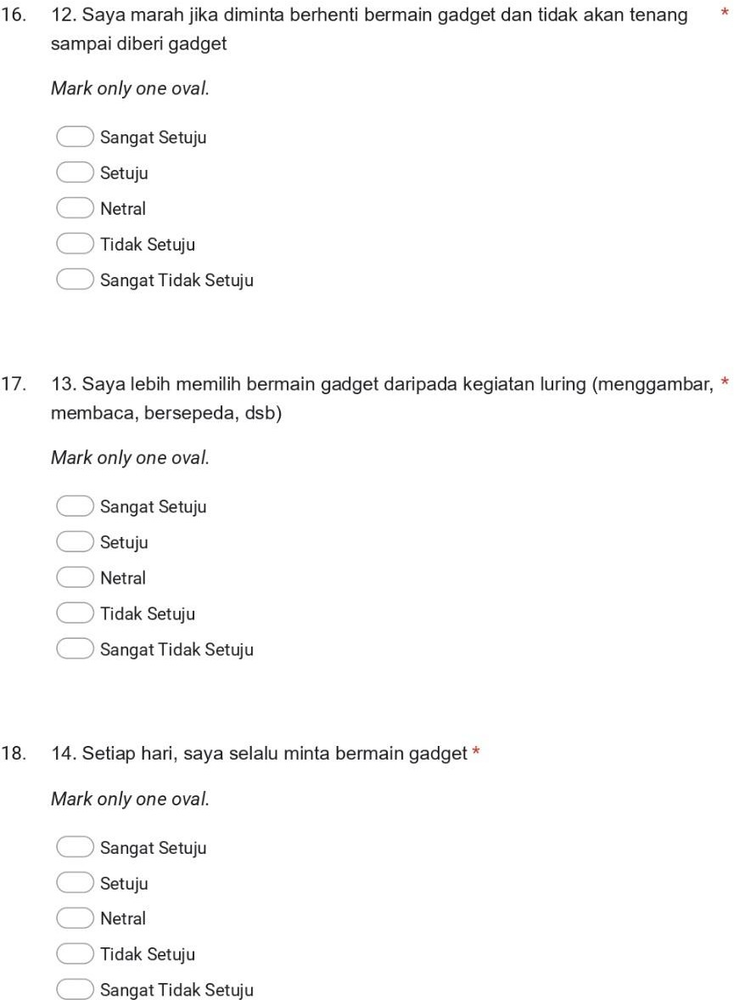 16. 12. Saya marah jika diminta berhenti bermain gadget dan tidak akan tenang *
sampai diberi gadget
Mark only one oval.
Sangat Setuju
Setuju
Netral
Tidak Setuju
Sangat Tidak Setuju
17. 13. Saya lebih memilih bermain gadget daripada kegiatan luring (menggambar, *
membaca, bersepeda, dsb)
Mark only one oval.
Sangat Setuju
Setuju
Netral
Tidak Setuju
Sangat Tidak Setuju
18. 14. Setiap hari, saya selalu minta bermain gadget *
Mark only one oval.
Sangat Setuju
Setuju
Netral
Tidak Setuju
Sangat Tidak Setuju